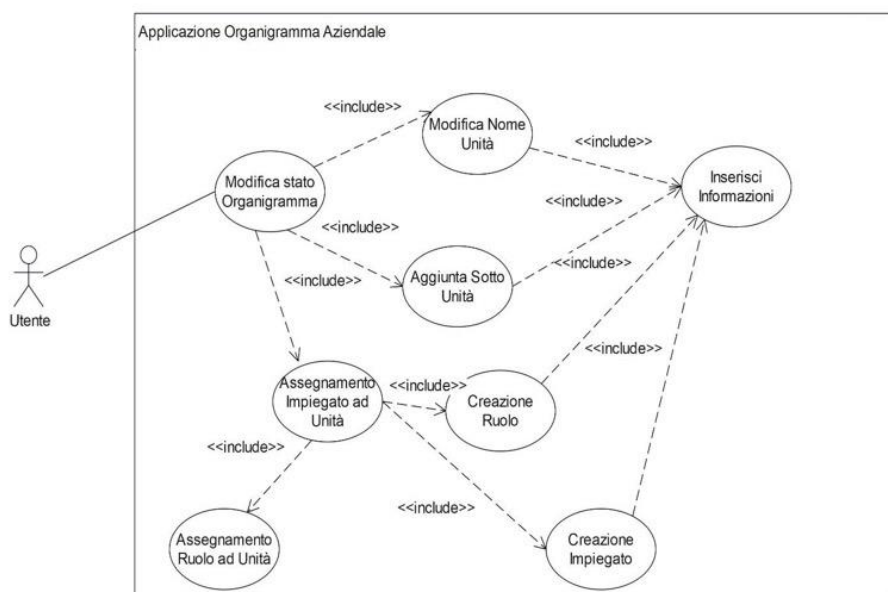 Applicazione Organigramma Aziendale
<<include>>
Modifica Nome
Unità
<<include>>
Modifica stato
Organigramma
Inserisci
Informazioni
<<include>>
<<include>>
<<include>>
Aggiunta Sotto
Unità
<<include>>
Utente
<<include>>
Assegnamento
Impiegato ad
Unità
<<include>>
Creazione
Ruolo
<<include>>
<<include>>
Assegnamento
Ruolo ad Unità
Creazione
Impiegato